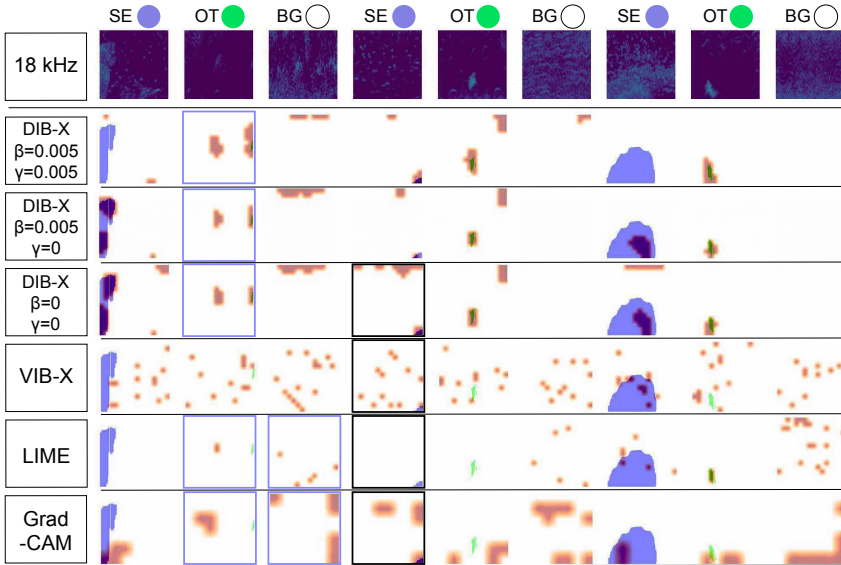 SE OT BG SE OT BG SE OT BG
18 kHz
DIB-X
β=0.005
γ=0.005
DIB-X
β=0.005
γ=0
DIB-X
β=0
γ=0
VIB-X
LIME
Grad
-CAM